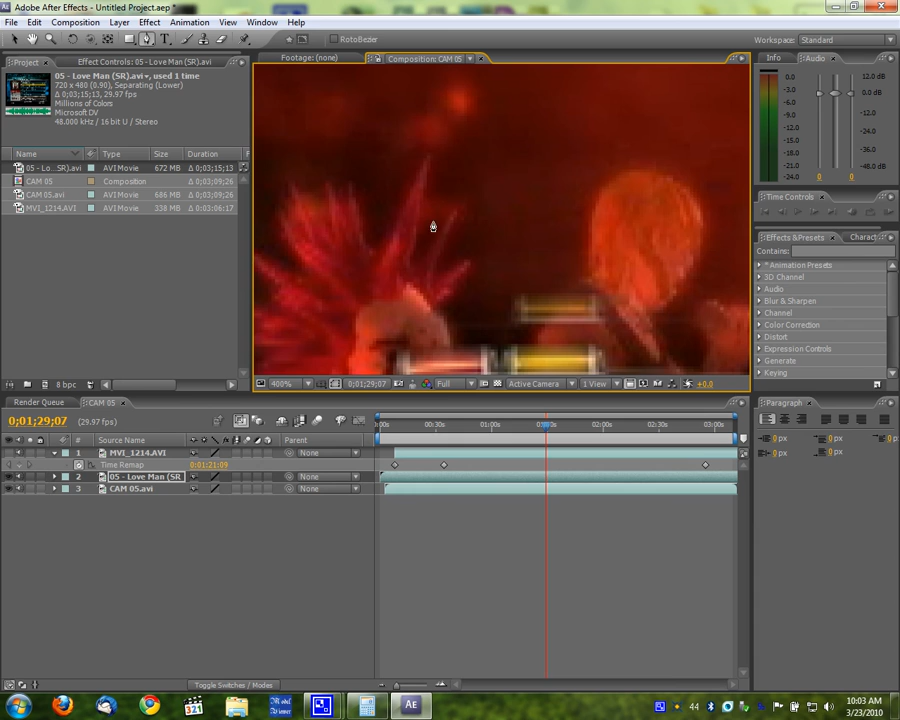 Adobe After Effects - Untitled Project.aep *
File Edit Composition Layer Effect Animation View Window Help
RotoBezier
Workspace: Standard
Project Effect Controls: 05 - Love Man (SR).avi
05 - Love Man (SR).avi, used 1 time
720 x 480 (0.90), Separating (Lower)
Δ 0;03;15;13, 29.97 fps
Millions of Colors
Microsoft DV
48.000 kHz / 16 bit U / Stereo
Name Type Size Duration
05 - Lo...SR).avi AVI Movie 672 MB Δ 0;03;15;13
CAM 05 Composition Δ 0;03;09;26
CAM 05.avi AVI Movie 686 MB Δ 0;03;09;26
MVI_1214.AVI AVI Movie 338 MB Δ 0:03:06:17
8 bpc
Footage: (none) Composition: CAM 05
400% 0;01;29;07 Full Active Camera 1 View +0.0
Info Audio
0.0
-3.0
-6.0
-9.0
-12.0
-15.0
-18.0
-21.0
-24.0
12.0 dB
0.0 dB
-12.0
-24.0
-36.0
-48.0 dB
0 0
Time Controls
Effects & Presets Charact
Contains:
* Animation Presets
3D Channel
Audio
Blur & Sharpen
Channel
Color Correction
Distort
Expression Controls
Generate
Keying
Render Queue CAM 05
0;01;29;07 (29.97 fps)
# Source Name Parent
1 MVI_1214.AVI None
Time Remap 0:01:21:09
2 05 - Love Man (SR None
3 CAM 05.avi None
:00s 00:30s 01:00s 02:00s 02:30s 03:00s
Toggle Switches / Modes
Paragraph
0 px 0 px 0 p
0 px 0 px
321
Ae
44
10:03 AM
3/23/2010